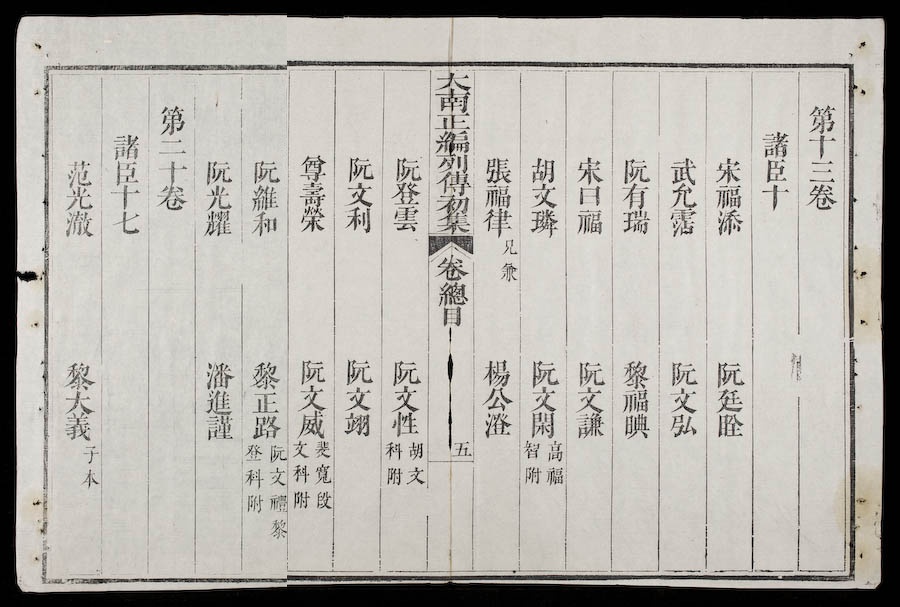 第十三卷
諸臣十
宋福添 阮廷
武允霑 阮文弘
阮有瑞 黎福晪
宋曰福 阮文謙
胡文璘 阮文閑 高福智附
張福律 兄兼 楊公澄
大南正編列傳初集 卷總目 五
阮登雲 阮文性 胡文科附
阮文利 阮文翊
尊壽榮 阮文威 斐寬段文科附
阮維和 黎正路 阮文禮黎登科附
阮光耀 潘進謹
第二十卷
諸臣十七
范光澈 黎大義 子本